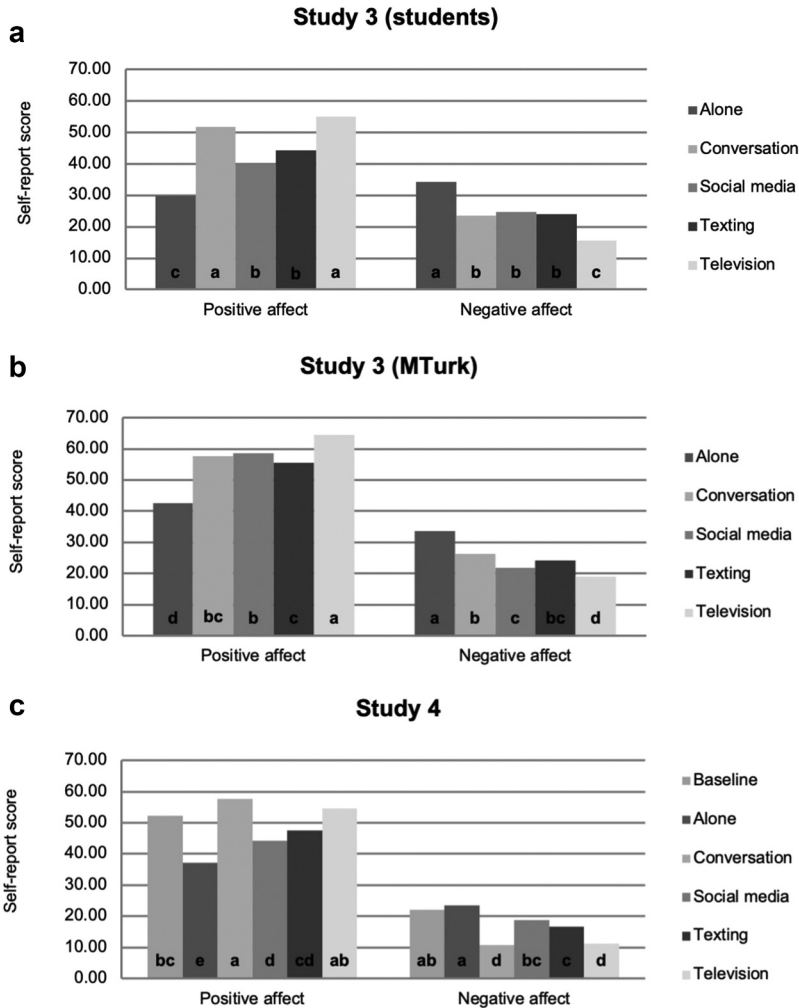 a
Study 3 (students)
Self-report score
70.00
60.00
50.00
40.00
30.00
20.00
10.00
0.00
c a b b a
a b b b c
Positive affect
Negative affect
Alone
Conversation
Social media
Texting
Television
b
Study 3 (MTurk)
Self-report score
70.00
60.00
50.00
40.00
30.00
20.00
10.00
0.00
d bc b c a
a b c bc d
Positive affect
Negative affect
Alone
Conversation
Social media
Texting
Television
c
Study 4
Self-report score
70.00
60.00
50.00
40.00
30.00
20.00
10.00
0.00
bc e a d cd ab
ab a d bc c d
Positive affect
Negative affect
Baseline
Alone
Conversation
Social media
Texting
Television